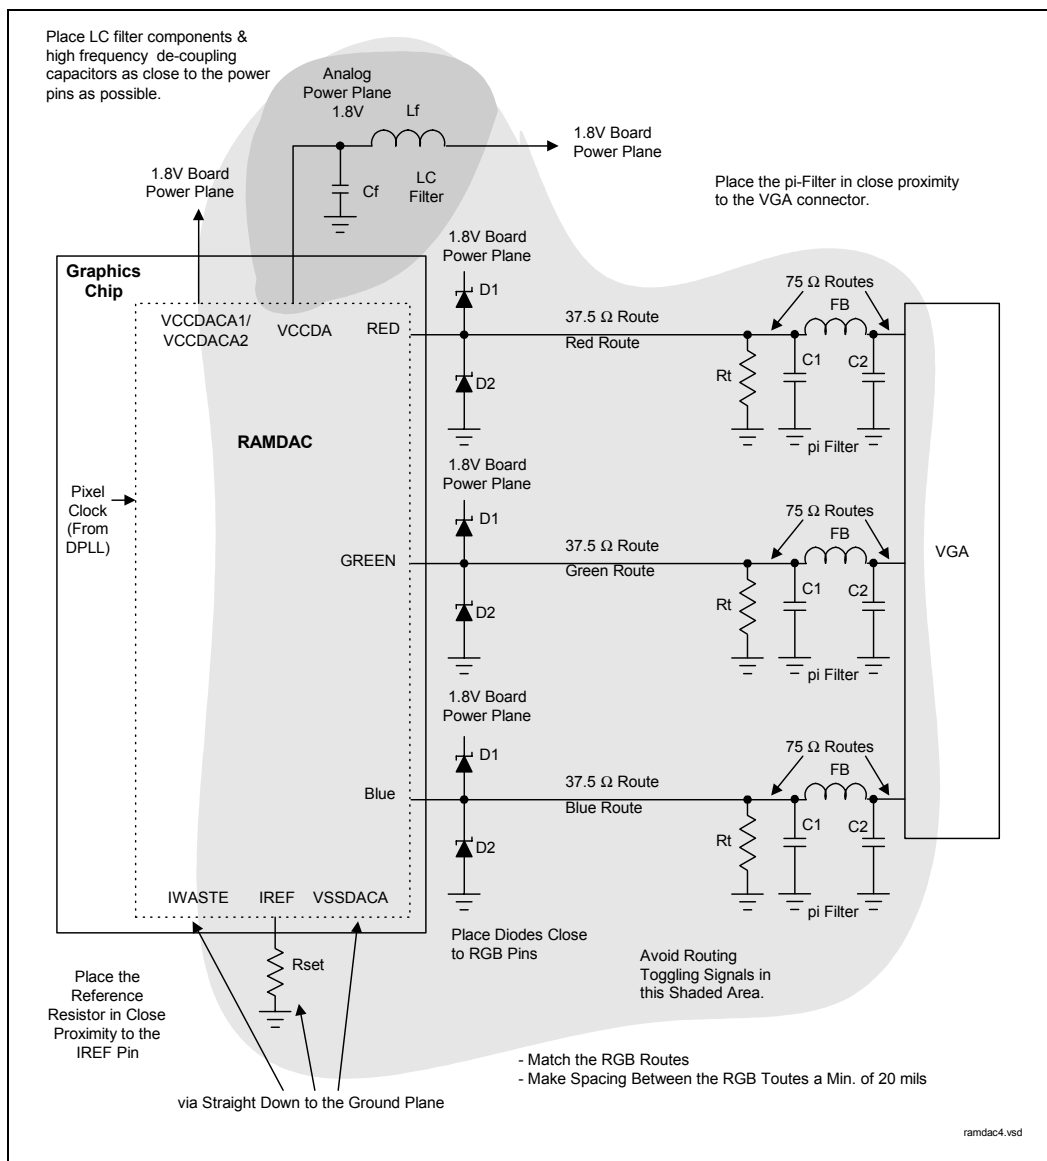 Place LC filter components &
high frequency de-coupling
capacitors as close to the power
pins as possible.
Analog
Power Plane
1.8V
Lf
1.8V Board
Power Plane
Cf
LC
Filter
1.8V Board
Power Plane
Place the pi-Filter in close proximity
to the VGA connector.
Graphics
Chip
VCCDACA1/
VCCDACA2
VCCDA
RED
1.8V Board
Power Plane
D1
D2
37.5 Ω Route
Red Route
75 Ω Routes
FB
Rt
C1
C2
pi Filter
RAMDAC
Pixel
Clock
(From
DPLL)
GREEN
1.8V Board
Power Plane
D1
D2
37.5 Ω Route
Green Route
75 Ω Routes
FB
Rt
C1
C2
pi Filter
VGA
Blue
1.8V Board
Power Plane
D1
D2
37.5 Ω Route
Blue Route
75 Ω Routes
FB
Rt
C1
C2
pi Filter
IWASTE
IREF
VSSDACA
Rset
Place the
Reference
Resistor in Close
Proximity to the
IREF Pin
Place Diodes Close
to RGB Pins
Avoid Routing
Toggling Signals in
this Shaded Area.
- Match the RGB Routes
- Make Spacing Between the RGB Toutes a Min. of 20 mils
via Straight Down to the Ground Plane
ramdac4.vsd